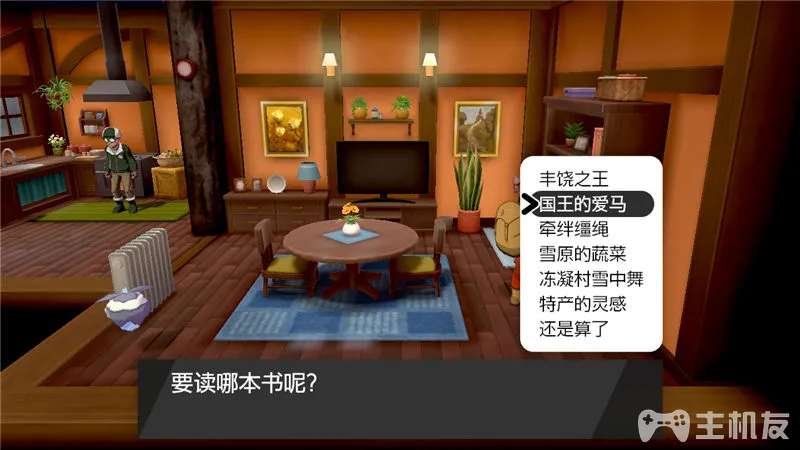 丰饶之王
国王的爱马
牵绊缰绳
雪原的蔬菜
冻凝村雪中舞
特产的灵感
还是算了
要读哪本书呢?
主机友